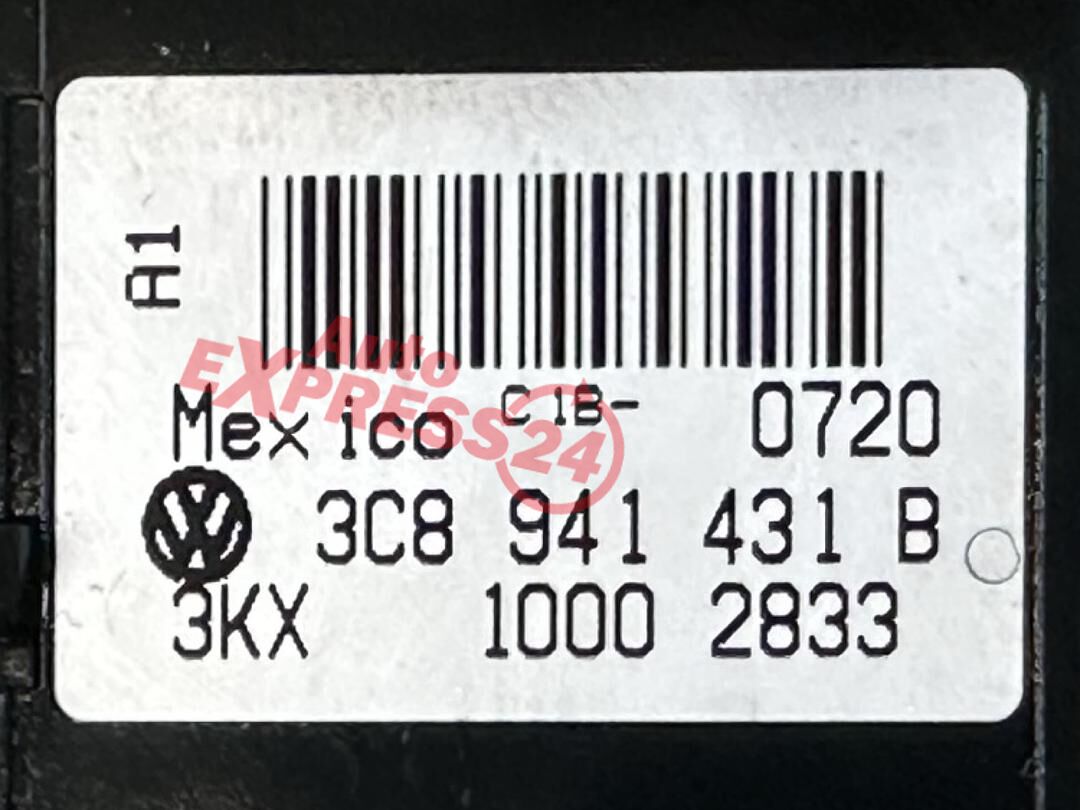 A1
Mexico C1B- 0720
3C8 941 431 B
3KX 1000 2833
Auto
EXPRESS24